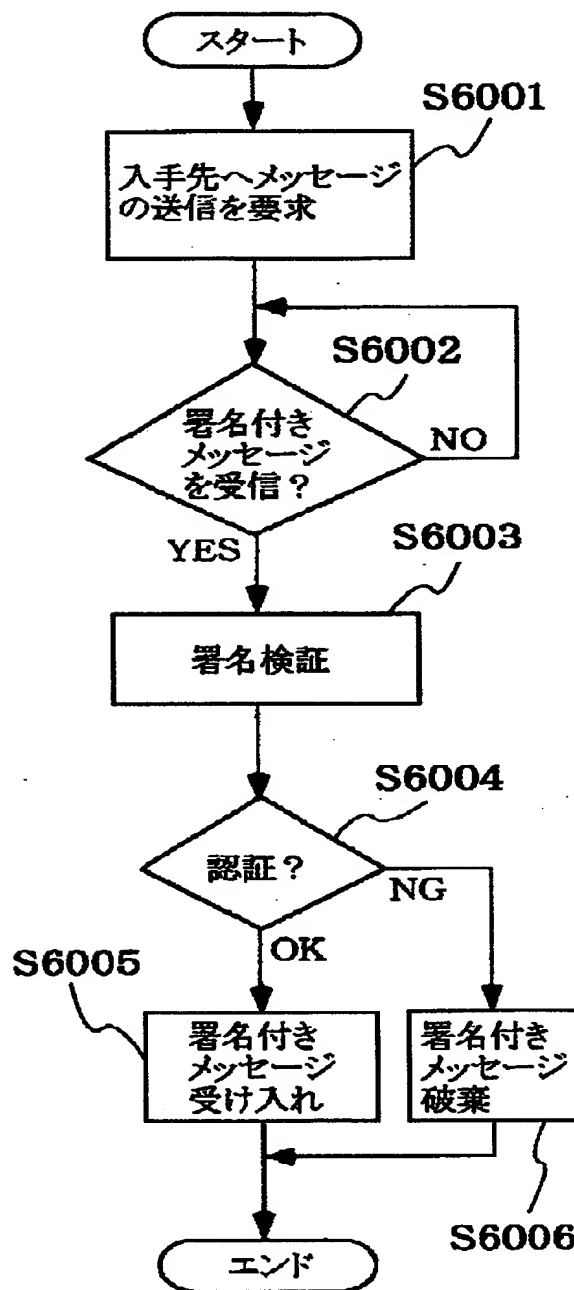 スタート
S6001
入手先へメッセージ
の送信を要求
S6002
署名付き
メッセージ
を受信？
NO
YES
S6003
署名検証
S6004
認証？
NG
OK
S6005
署名付き
メッセージ
受け入れ
署名付き
メッセージ
破棄
S6006
エンド